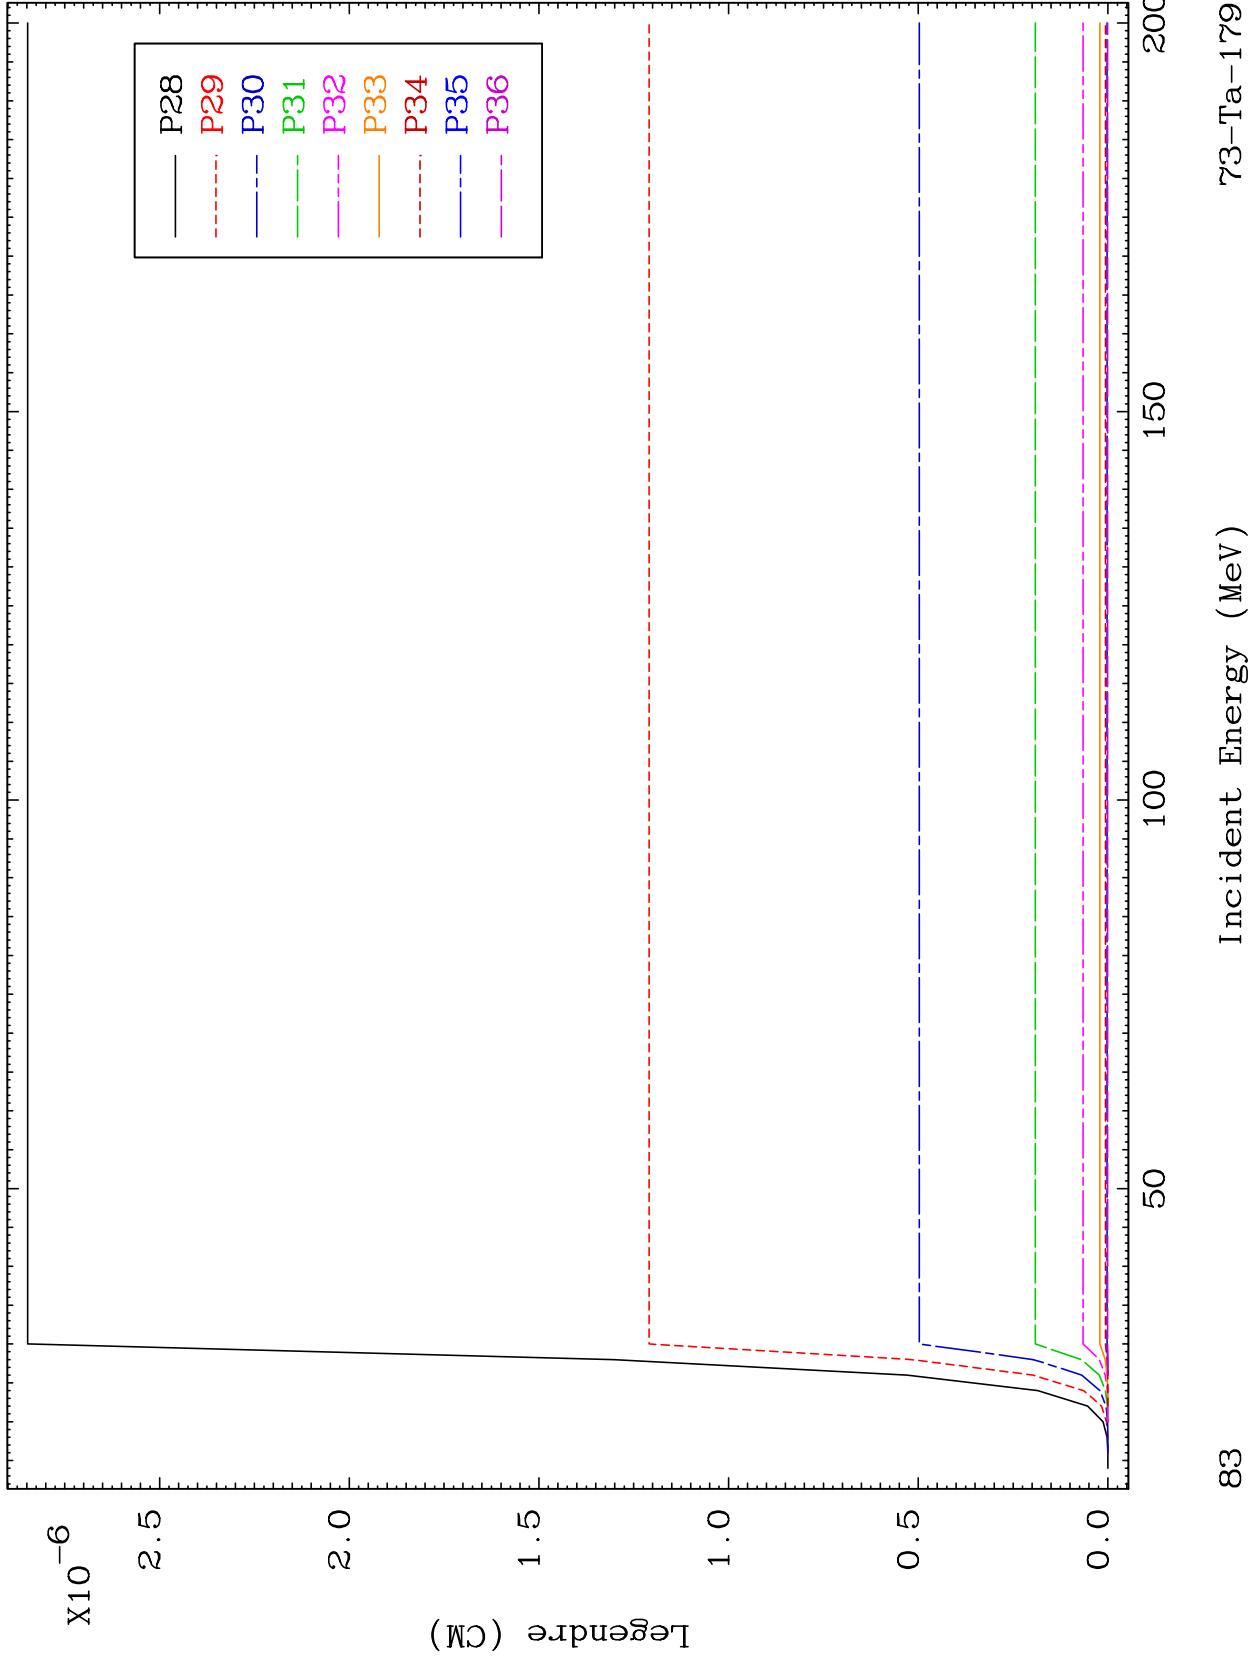 X10-6
2.5
2.0
1.5
1.0
0.5
0.0
Legendre (CM)
P28
P29
P30
P31
P32
P33
P34
P35
P36
50
100
150
200
83
Incident Energy (MeV)
73-Ta-179